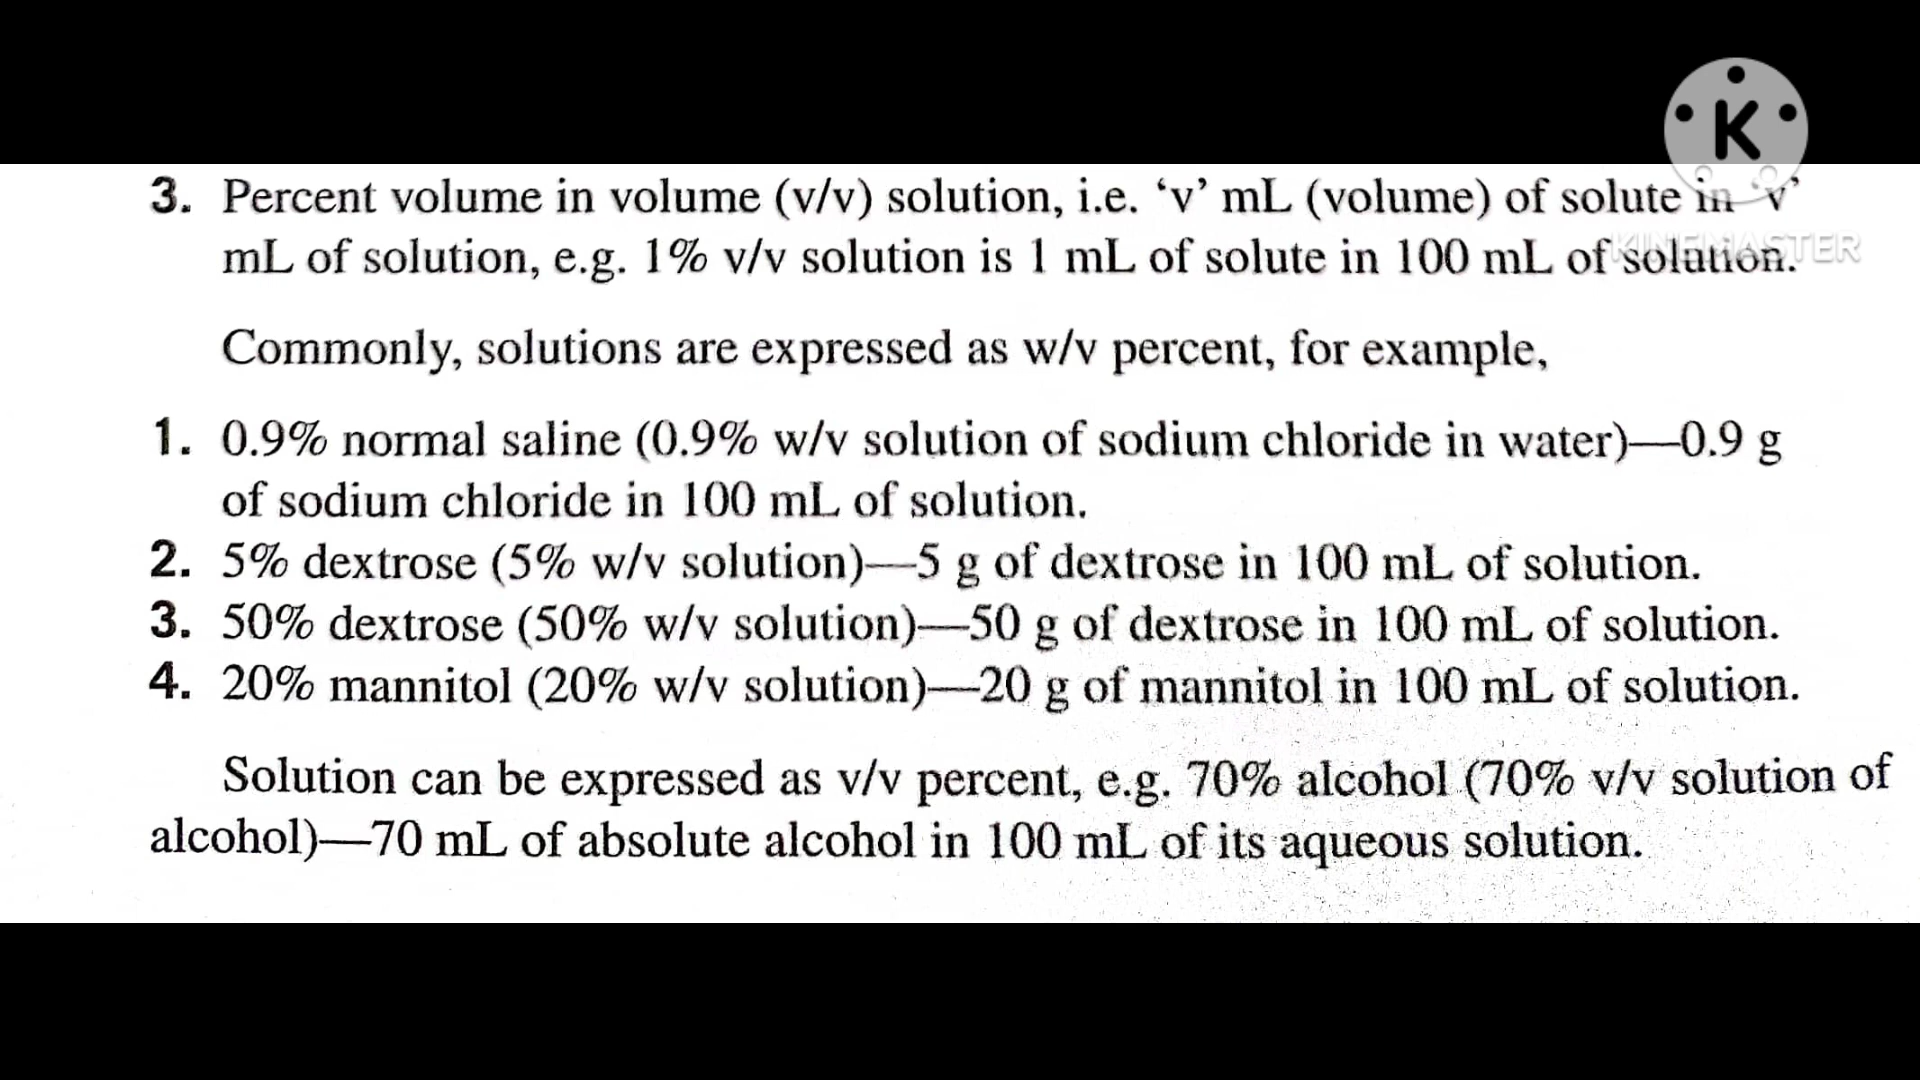 K
KINEMASTER
3. Percent volume in volume (v/v) solution, i.e. ‘v’ mL (volume) of solute in ‘v’
mL of solution, e.g. 1% v/v solution is 1 mL of solute in 100 mL of solution.
Commonly, solutions are expressed as w/v percent, for example,
1. 0.9% normal saline (0.9% w/v solution of sodium chloride in water)—0.9 g
of sodium chloride in 100 mL of solution.
2. 5% dextrose (5% w/v solution)—5 g of dextrose in 100 mL of solution.
3. 50% dextrose (50% w/v solution)—50 g of dextrose in 100 mL of solution.
4. 20% mannitol (20% w/v solution)—20 g of mannitol in 100 mL of solution.
Solution can be expressed as v/v percent, e.g. 70% alcohol (70% v/v solution of
alcohol)—70 mL of absolute alcohol in 100 mL of its aqueous solution.